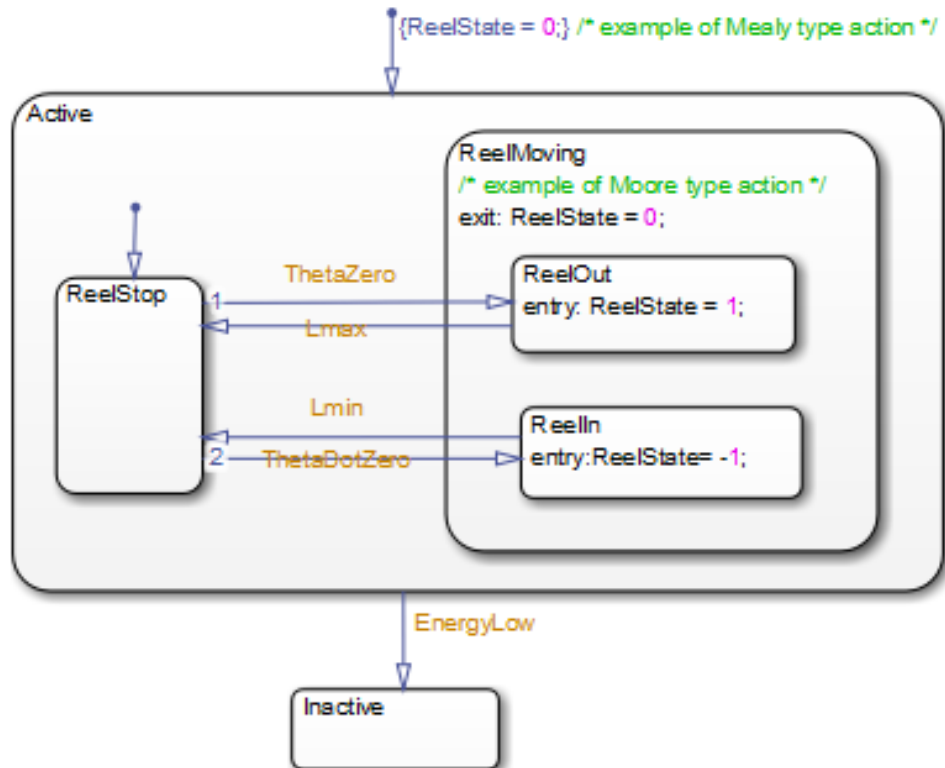 {ReelState = 0;} /* example of Mealy type action */
Active
ReelMoving
/* example of Moore type action */
exit: ReelState = 0;
ReelStop
1
ThetaZero
Lmax
ReelOut
entry: ReelState = 1;
Lmin
2
ThetaDotZero
ReelIn
entry:ReelState= -1;
EnergyLow
Inactive